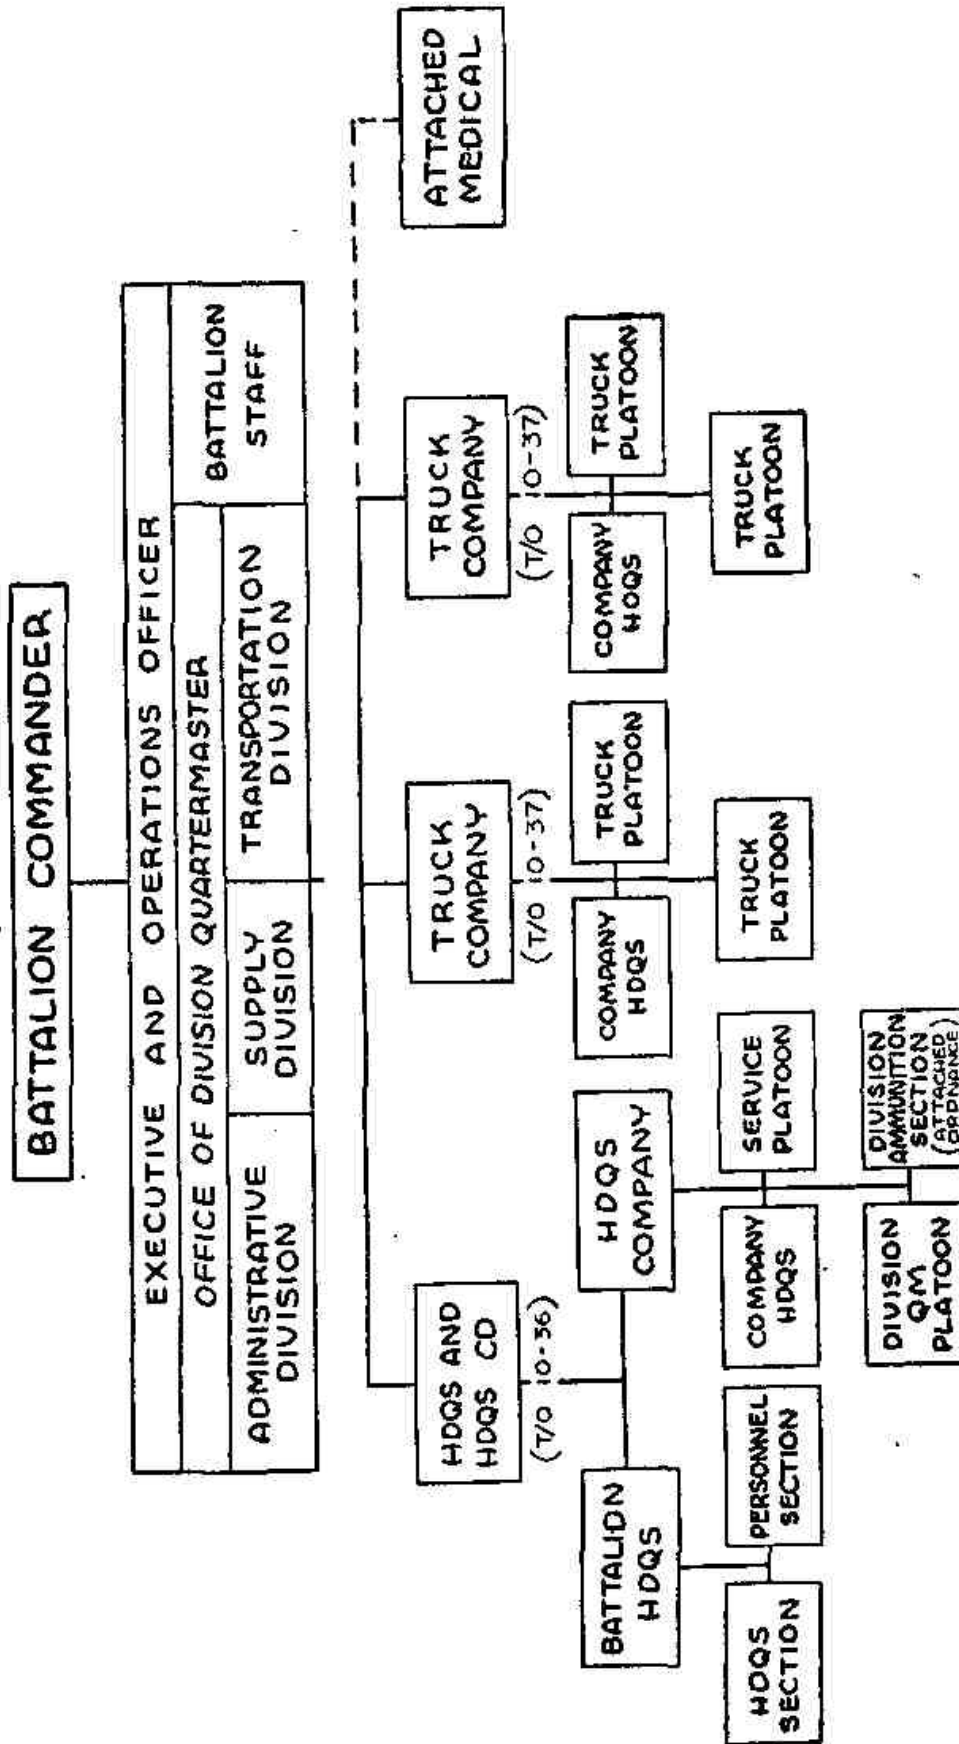 BATTALION COMMANDER
EXECUTIVE AND OPERATIONS OFFICER
OFFICE OF DIVISION QUARTERMASTER
BATTALION
STAFF
ADMINISTRATIVE
DIVISION
SUPPLY
DIVISION
TRANSPORTATION
DIVISION
HDQS AND
HDQS CD
(T/O 10-36)
TRUCK
COMPANY
(T/O 10-37)
TRUCK
COMPANY
(T/O 10-37)
ATTACHED
MEDICAL
BATTALION
HDQS
HDQS
COMPANY
COMPANY
HDQS
TRUCK
PLATOON
COMPANY
HDQS
TRUCK
PLATOON
HDQS
SECTION
PERSONNEL
SECTION
COMPANY
HDQS
SERVICE
PLATOON
TRUCK
PLATOON
TRUCK
PLATOON
DIVISION
QM
PLATOON
DIVISION
AMMUNITION
SECTION
(ATTACHED
ORDNANCE)